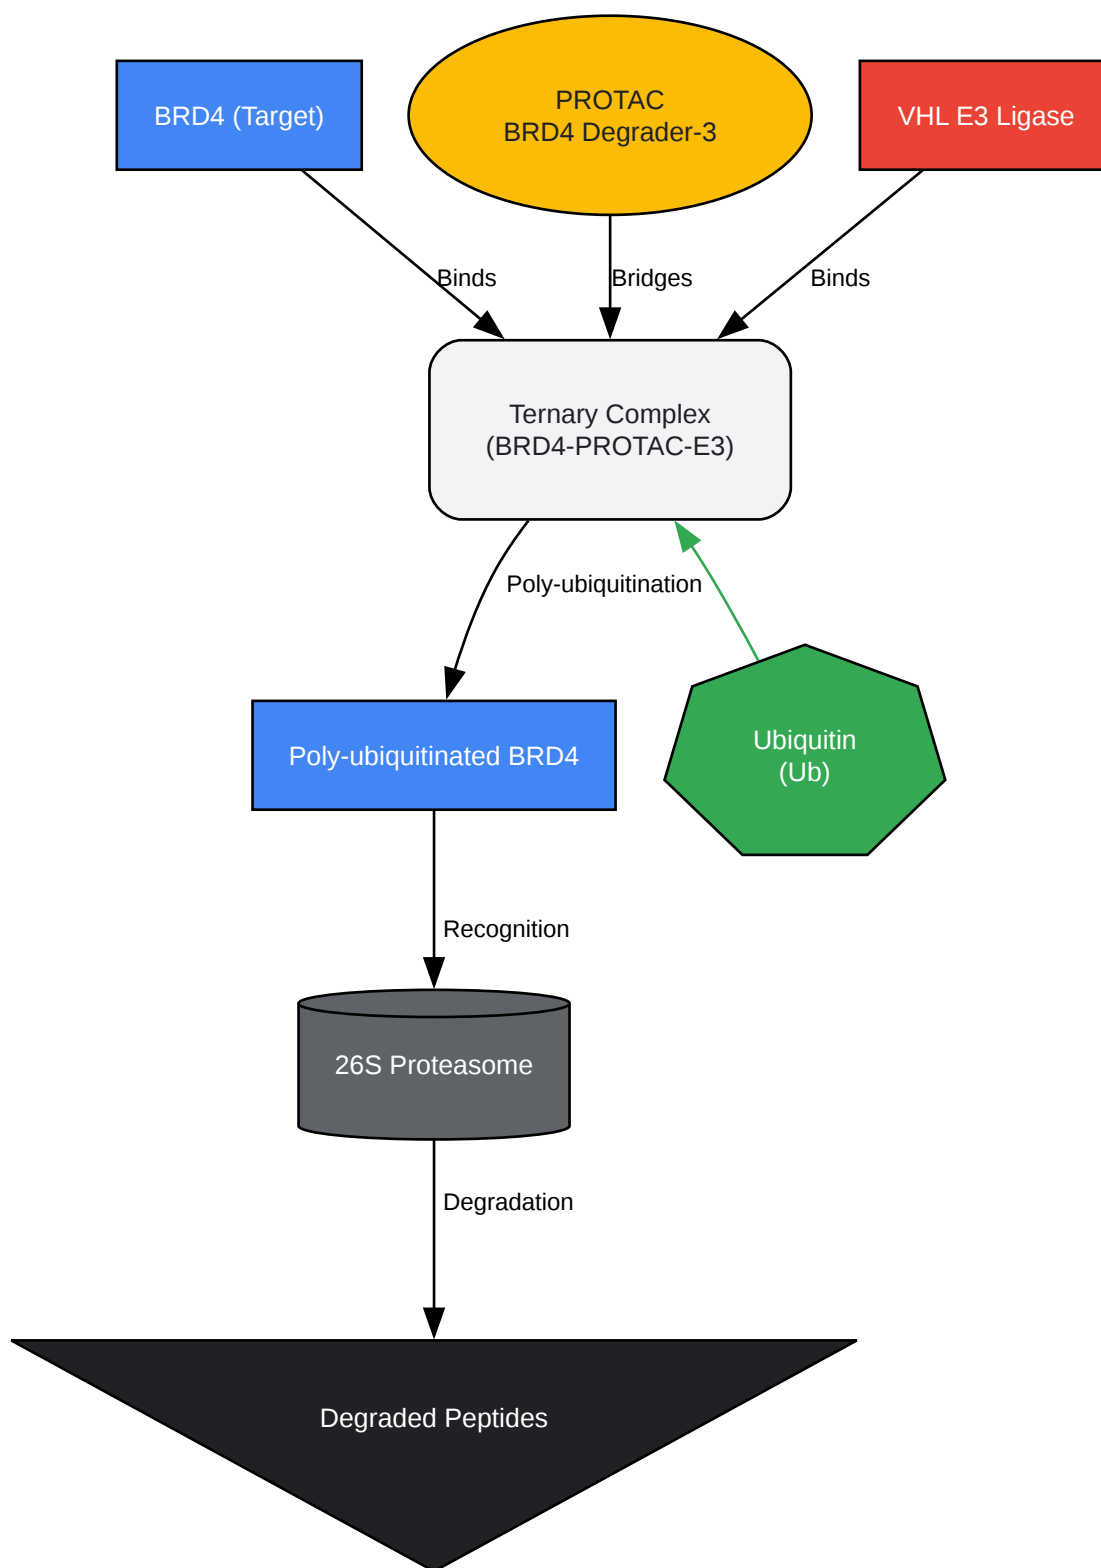 BRD4 (Target)
PROTAC
BRD4 Degrader-3
VHL E3 Ligase
Binds
Bridges
Binds
Ternary Complex
(BRD4-PROTAC-E3)
Poly-ubiquitination
Poly-ubiquitinated BRD4
Ubiquitin
(Ub)
Recognition
26S Proteasome
Degradation
Degraded Peptides